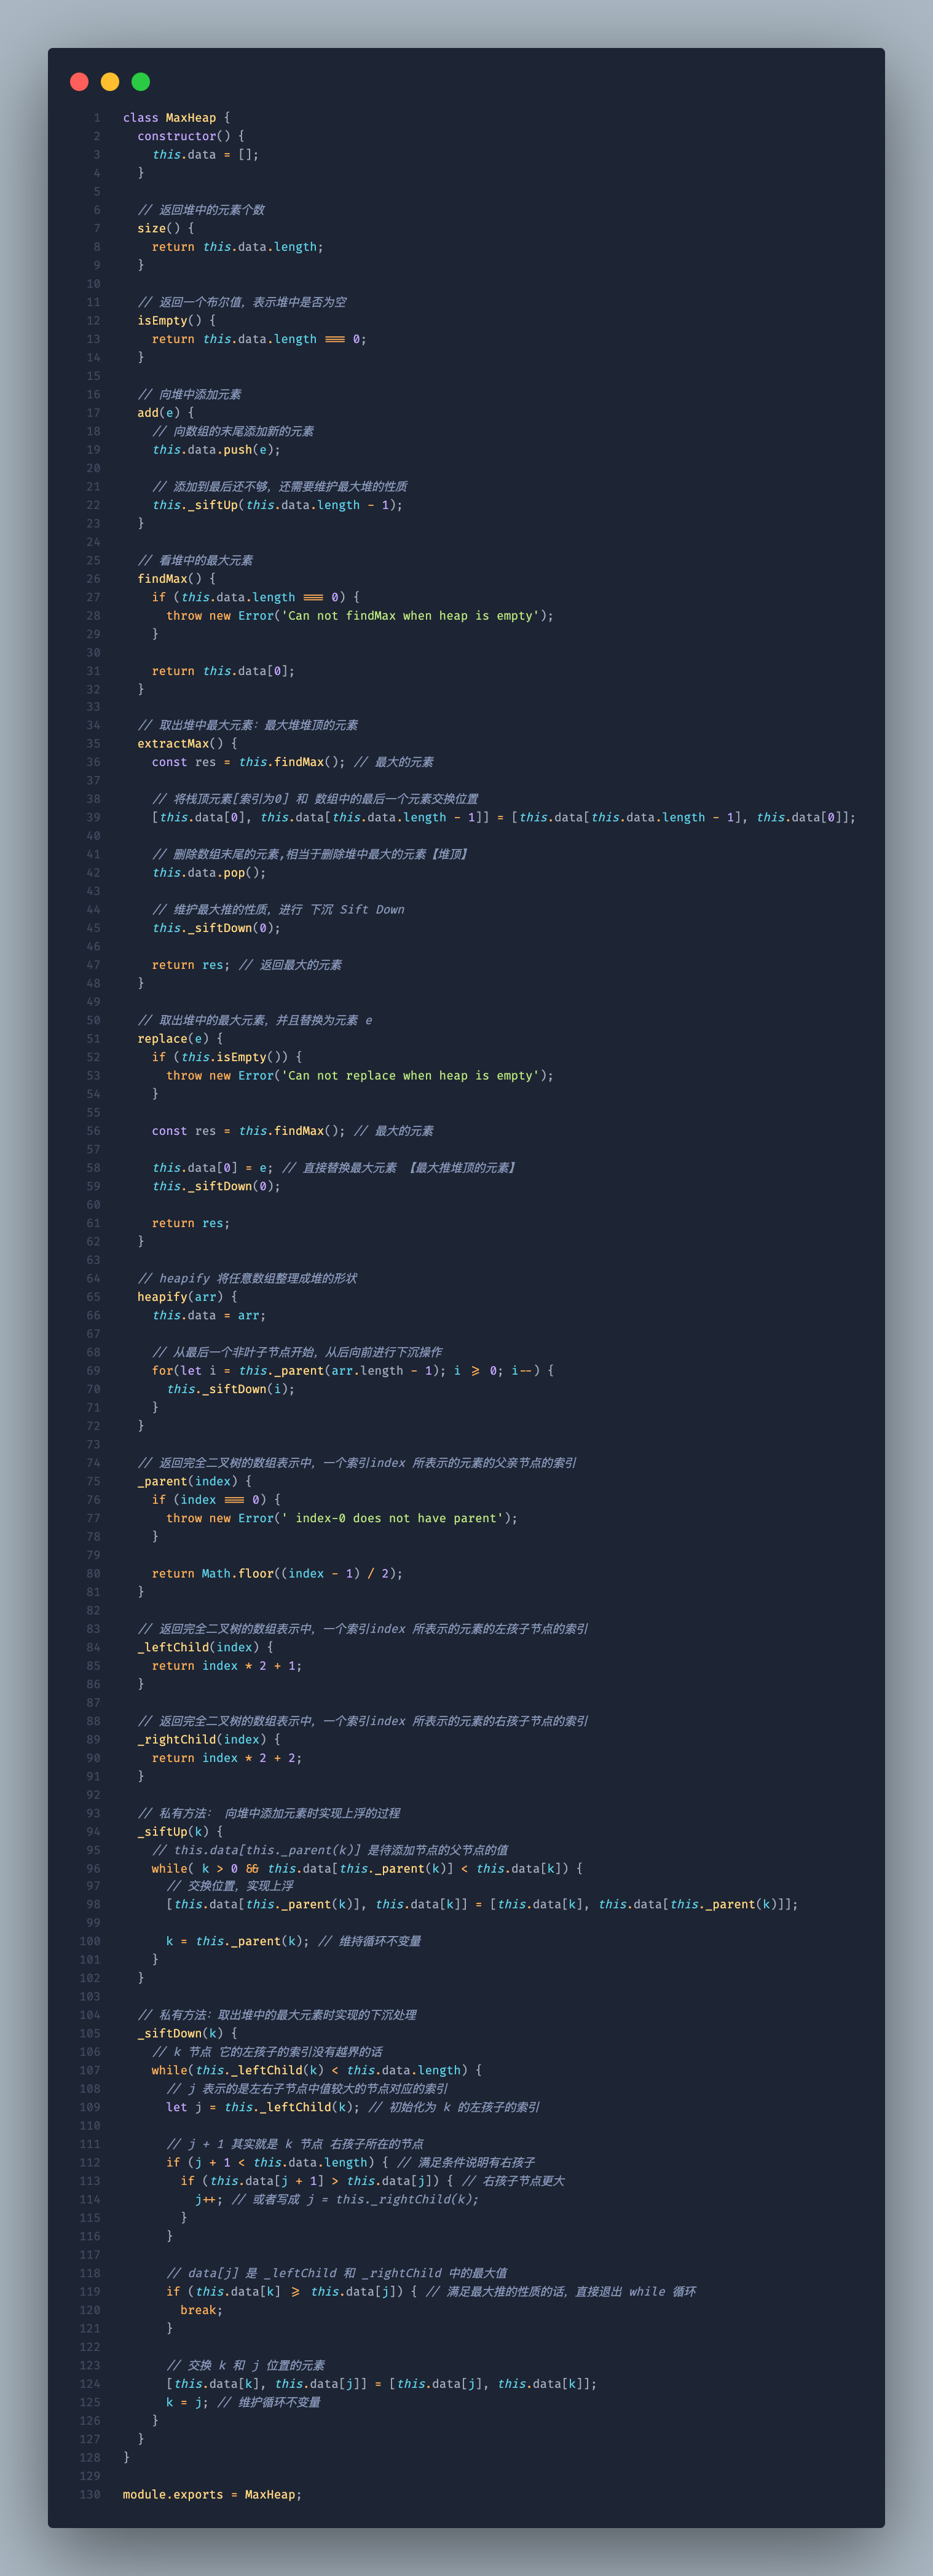 1 class MaxHeap {
2   constructor() {
3     this.data = [];
4   }
5
6   // 返回堆中的元素个数
7   size() {
8     return this.data.length;
9   }
10
11   // 返回一个布尔值，表示堆中是否为空
12   isEmpty() {
13     return this.data.length === 0;
14   }
15
16   // 向堆中添加元素
17   add(e) {
18     // 向数组的末尾添加新的元素
19     this.data.push(e);
20
21     // 添加到最后还不够，还需要维护最大堆的性质
22     this._siftUp(this.data.length - 1);
23   }
24
25   // 看堆中的最大元素
26   findMax() {
27     if (this.data.length === 0) {
28       throw new Error('Can not findMax when heap is empty');
29     }
30
31     return this.data[0];
32   }
33
34   // 取出堆中最大元素：最大堆堆顶的元素
35   extractMax() {
36     const res = this.findMax(); // 最大的元素
37
38     // 将栈顶元素[索引为0] 和 数组中的最后一个元素交换位置
39     [this.data[0], this.data[this.data.length - 1]] = [this.data[this.data.length - 1], this.data[0]];
40
41     // 删除数组末尾的元素,相当于删除堆中最大的元素【堆顶】
42     this.data.pop();
43
44     // 维护最大推的性质，进行 下沉 Sift Down
45     this._siftDown(0);
46
47     return res; // 返回最大的元素
48   }
49
50   // 取出堆中的最大元素，并且替换为元素 e
51   replace(e) {
52     if (this.isEmpty()) {
53       throw new Error('Can not replace when heap is empty');
54     }
55
56     const res = this.findMax(); // 最大的元素
57
58     this.data[0] = e; // 直接替换最大元素 【最大推堆顶的元素】
59     this._siftDown(0);
60
61     return res;
62   }
63
64   // heapify 将任意数组整理成堆的形状
65   heapify(arr) {
66     this.data = arr;
67
68     // 从最后一个非叶子节点开始，从后向前进行下沉操作
69     for(let i = this._parent(arr.length - 1); i >= 0; i--) {
70       this._siftDown(i);
71     }
72   }
73
74   // 返回完全二叉树的数组表示中，一个索引index 所表示的元素的父亲节点的索引
75   _parent(index) {
76     if (index === 0) {
77       throw new Error(' index-0 does not have parent');
78     }
79
80     return Math.floor((index - 1) / 2);
81   }
82
83   // 返回完全二叉树的数组表示中，一个索引index 所表示的元素的左孩子节点的索引
84   _leftChild(index) {
85     return index * 2 + 1;
86   }
87
88   // 返回完全二叉树的数组表示中，一个索引index 所表示的元素的右孩子节点的索引
89   _rightChild(index) {
90     return index * 2 + 2;
91   }
92
93   // 私有方法： 向堆中添加元素时实现上浮的过程
94   _siftUp(k) {
95     // this.data[this._parent(k)] 是待添加节点的父节点的值
96     while( k > 0 && this.data[this._parent(k)] < this.data[k]) {
97       // 交换位置，实现上浮
98       [this.data[this._parent(k)], this.data[k]] = [this.data[k], this.data[this._parent(k)]];
99
100       k = this._parent(k); // 维持循环不变量
101     }
102   }
103
104   // 私有方法：取出堆中的最大元素时实现的下沉处理
105   _siftDown(k) {
106     // k 节点 它的左孩子的索引没有越界的话
107     while(this._leftChild(k) < this.data.length) {
108       // j 表示的是左右子节点中值较大的节点对应的索引
109       let j = this._leftChild(k); // 初始化为 k 的左孩子的索引
110
111       // j + 1 其实就是 k 节点 右孩子所在的节点
112       if (j + 1 < this.data.length) { // 满足条件说明有右孩子
113         if (this.data[j + 1] > this.data[j]) { // 右孩子节点更大
114           j++; // 或者写成 j = this._rightChild(k);
115         }
116       }
117
118       // data[j] 是 _leftChild 和 _rightChild 中的最大值
119       if (this.data[k] >= this.data[j]) { // 满足最大推的性质的话，直接退出 while 循环
120         break;
121       }
122
123       // 交换 k 和 j 位置的元素
124       [this.data[k], this.data[j]] = [this.data[j], this.data[k]];
125       k = j; // 维护循环不变量
126     }
127   }
128 }
129
130 module.exports = MaxHeap;